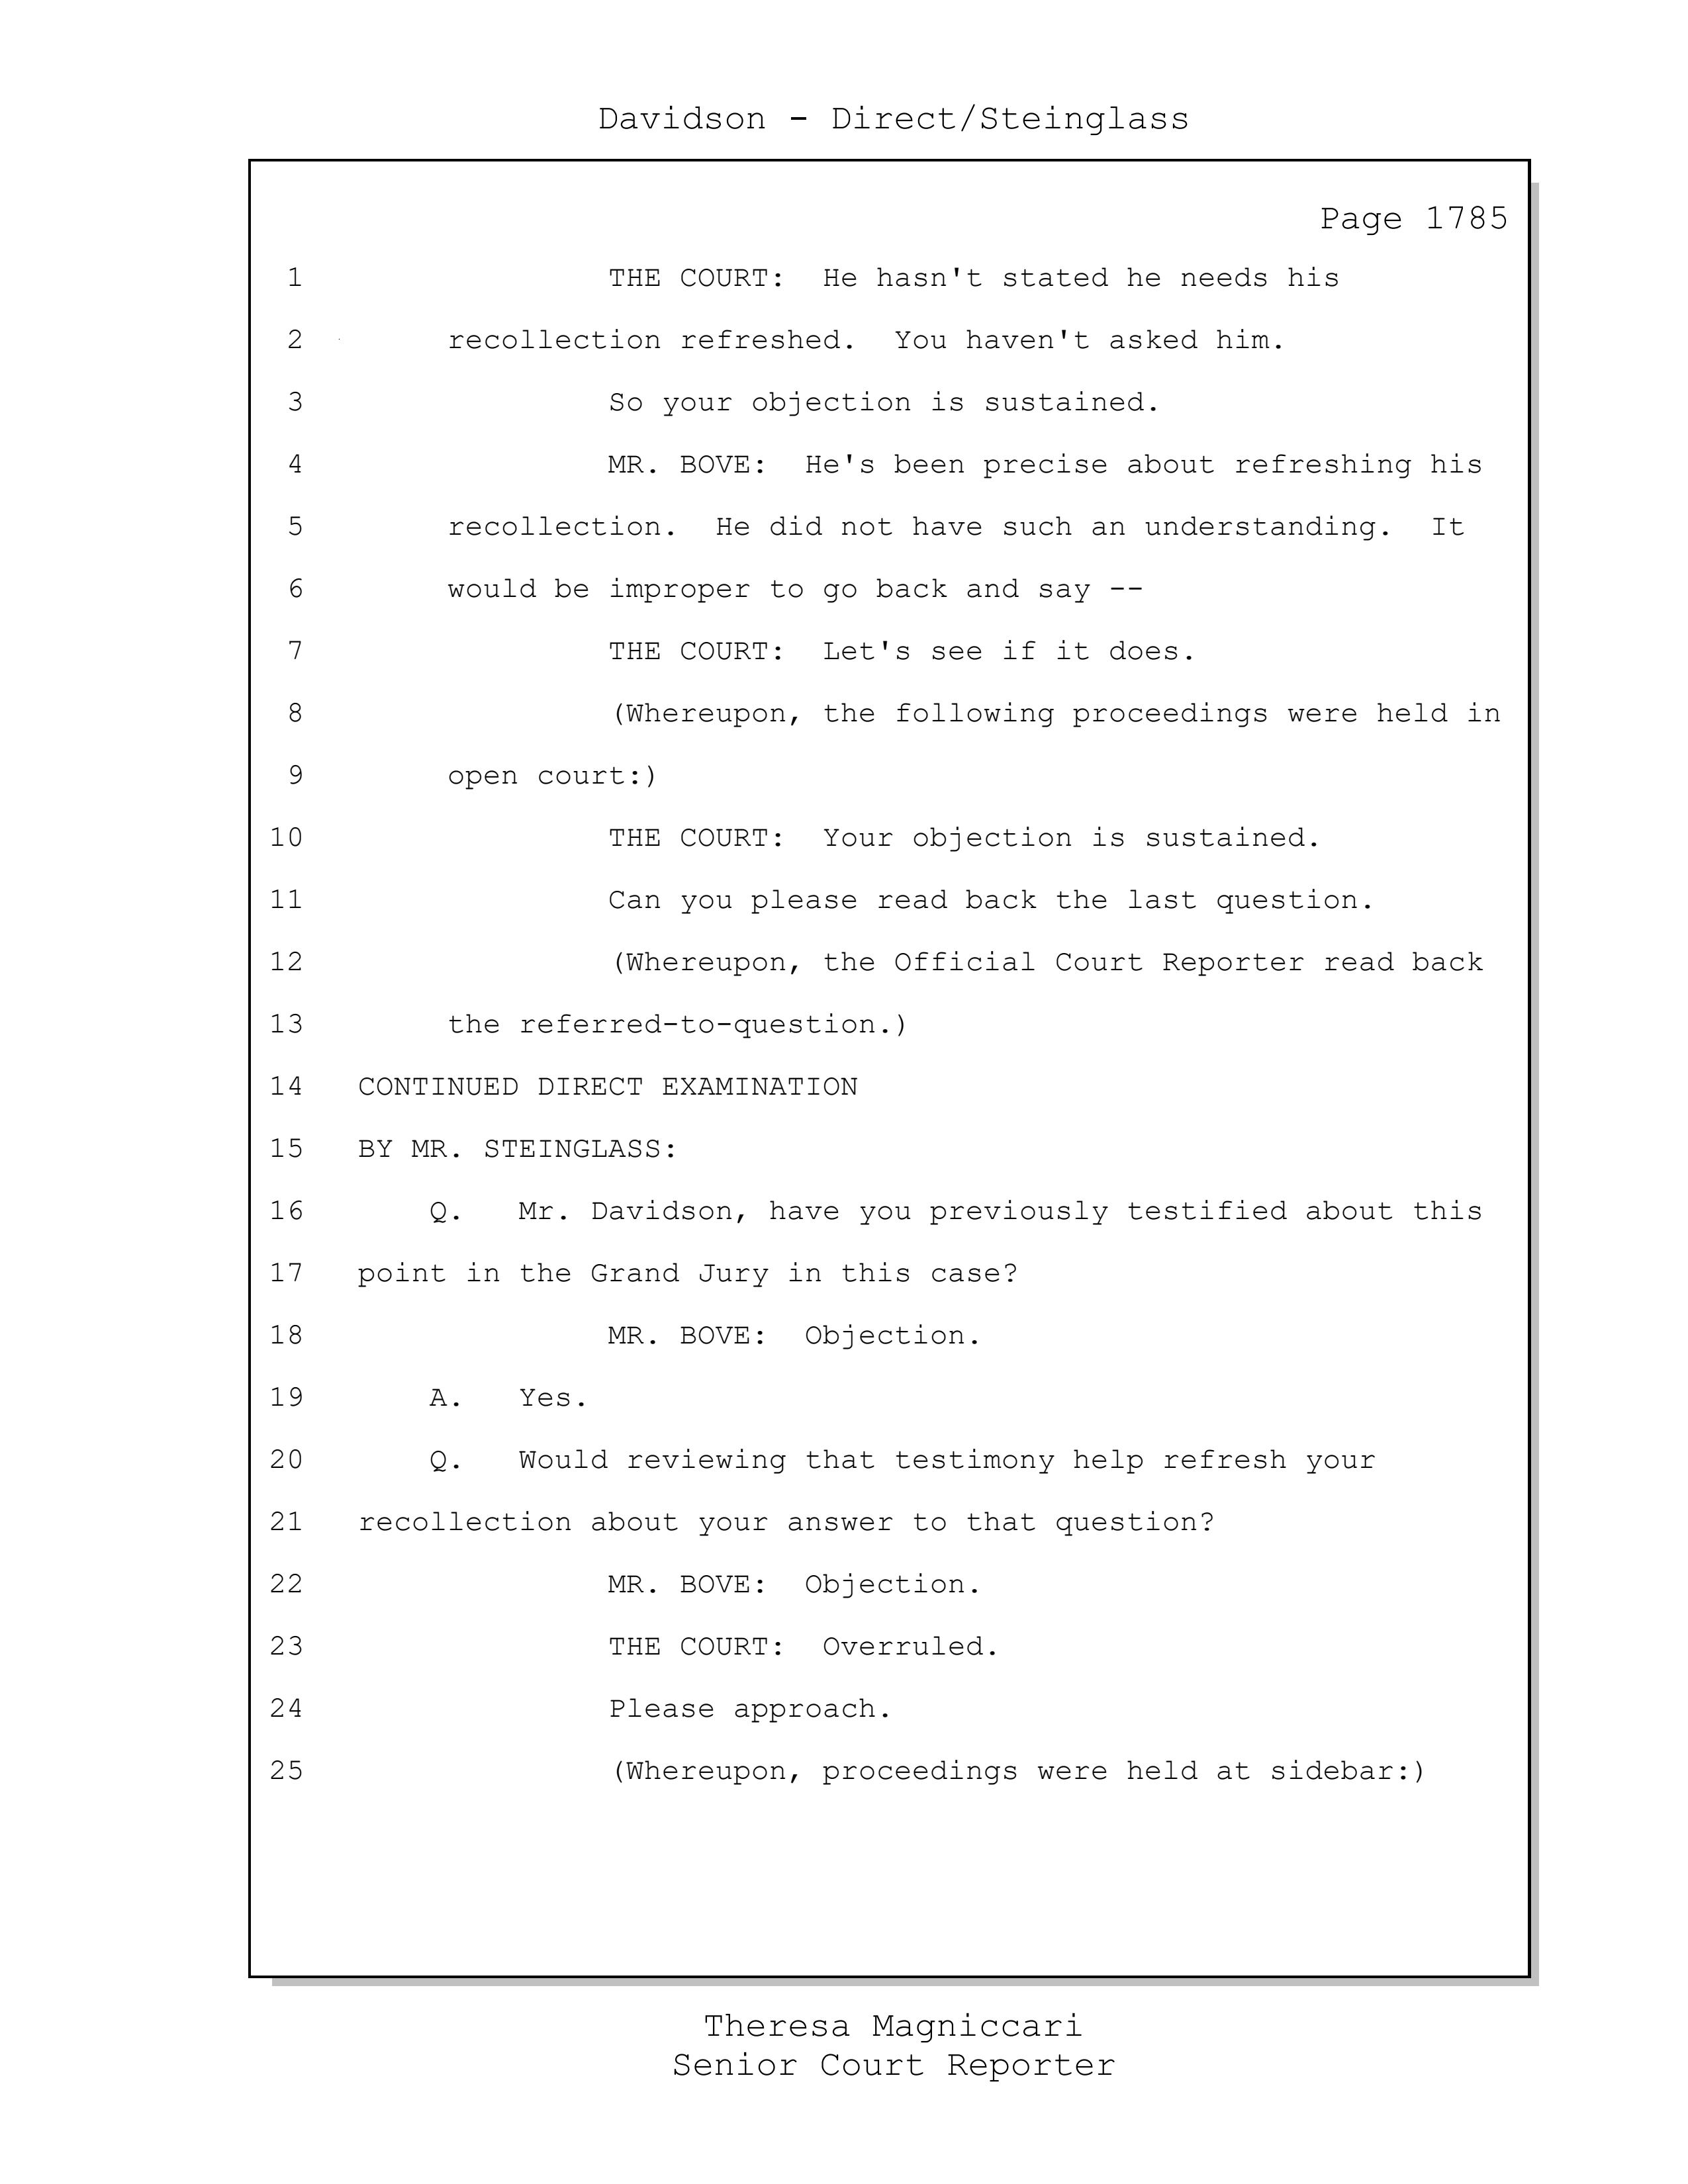 Davidson - Direct/Steinglass
Page 1785
1 THE COURT: He hasn't stated he needs his
2 recollection refreshed. You haven't asked him.
3 So your objection is sustained.
4 MR. BOVE: He's been precise about refreshing his
5 recollection. He did not have such an understanding. It
6 would be improper to go back and say --
7 THE COURT: Let's see if it does.
8 (Whereupon, the following proceedings were held in
9 open court:)
10 THE COURT: Your objection is sustained.
11 Can you please read back the last question.
12 (Whereupon, the Official Court Reporter read back
13 the referred-to-question.)
14 CONTINUED DIRECT EXAMINATION
15 BY MR. STEINGLASS:
16 Q. Mr. Davidson, have you previously testified about this
17 point in the Grand Jury in this case?
18 MR. BOVE: Objection.
19 A. Yes.
20 Q. Would reviewing that testimony help refresh your
21 recollection about your answer to that question?
22 MR. BOVE: Objection.
23 THE COURT: Overruled.
24 Please approach.
25 (Whereupon, proceedings were held at sidebar:)
Theresa Magniccari
Senior Court Reporter